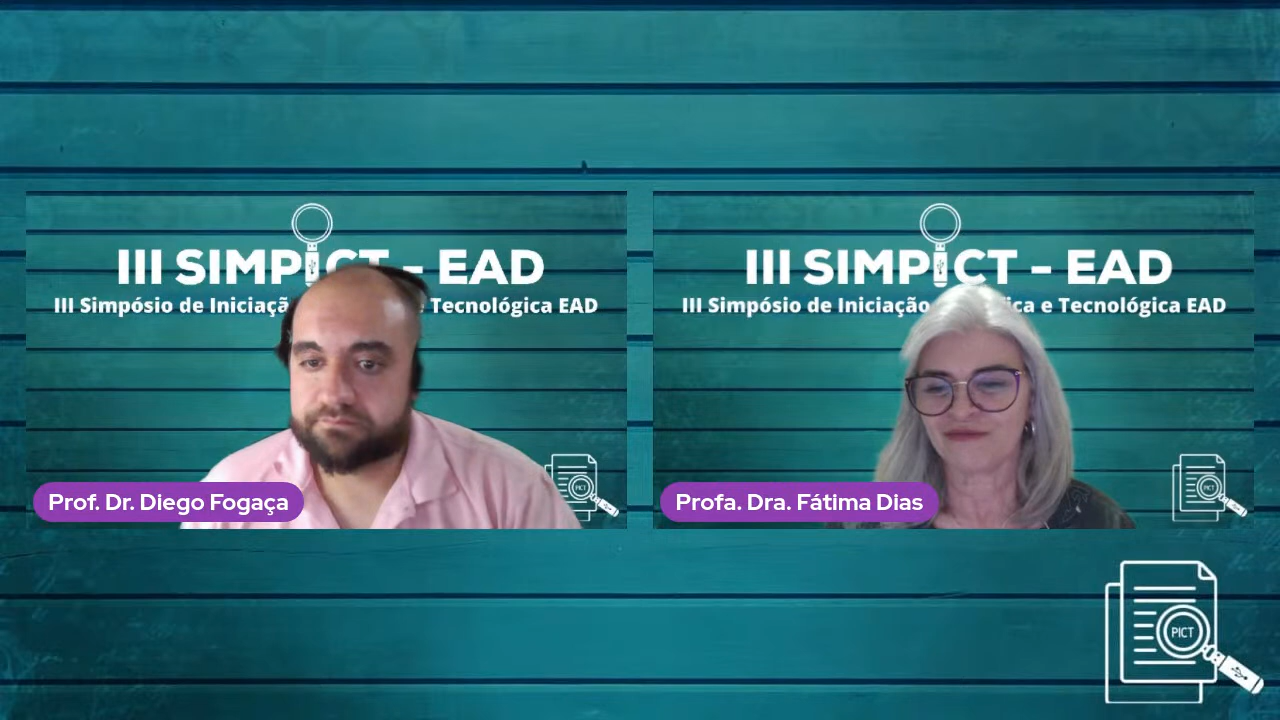 III SIMPICT - EAD
III Simpósio de Iniciaçã e Tecnológica EAD
PICT
Prof. Dr. Diego Fogaça
III SIMPICT - EAD
III Simpósio de Iniciação ica e Tecnológica EAD
PICT
Profa. Dra. Fátima Dias
PICT